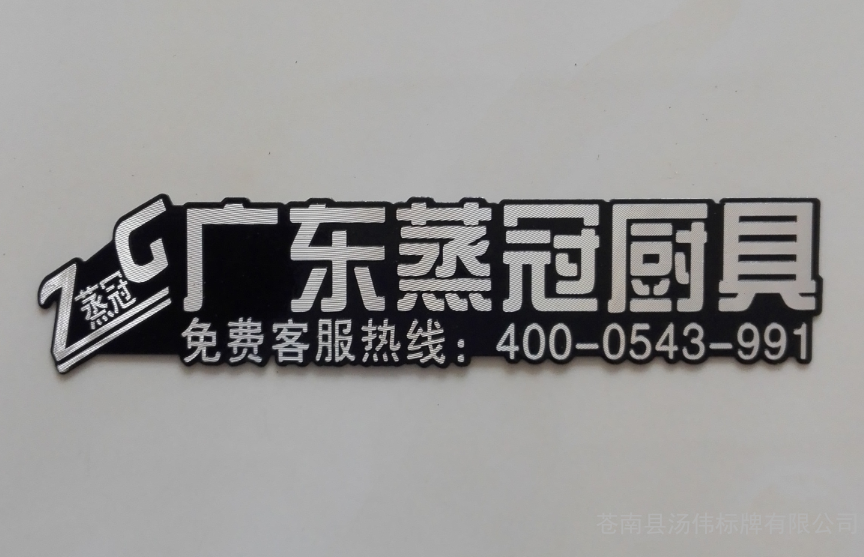 ZG
蒸冠
广东蒸冠厨具
免费客服热线：400-0543-991
苍南县汤伟标牌有限公司